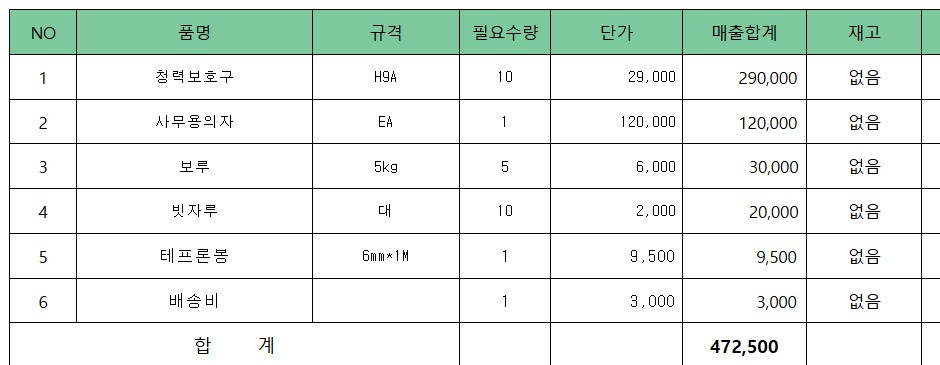 NO 품명 규격 필요수량 단가 매출합계 재고
1 청력보호구 H9A 10 29,000 290,000 없음
2 사무용의자 EA 1 120,000 120,000 없음
3 보루 5kg 5 6,000 30,000 없음
4 빗자루 대 10 2,000 20,000 없음
5 테프론봉 6mm*1M 1 9,500 9,500 없음
6 배송비 1 3,000 3,000 없음
합 계 472,500